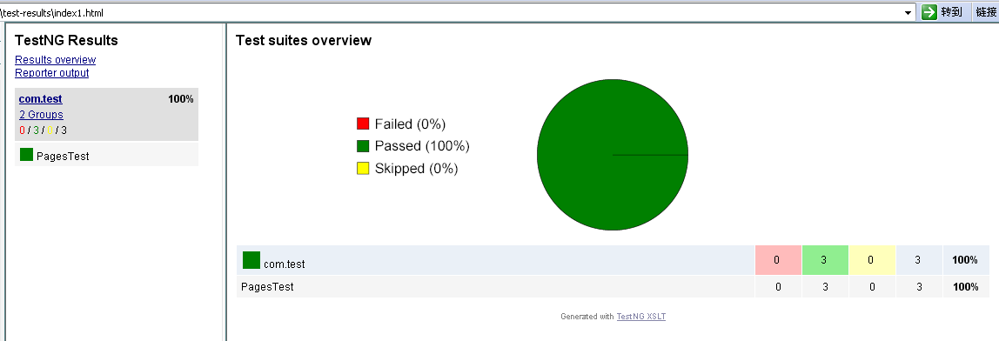 \test-results\index1.html
转到
链接
TestNG Results
Results overview
Reporter output
com.test 100%
2 Groups
0 / 3 / / 3
PagesTest
Test suites overview
Failed (0%)
Passed (100%)
Skipped (0%)
com.test 0 3 0 3 100%
PagesTest 0 3 0 3 100%
Generated with TestNG XSLT